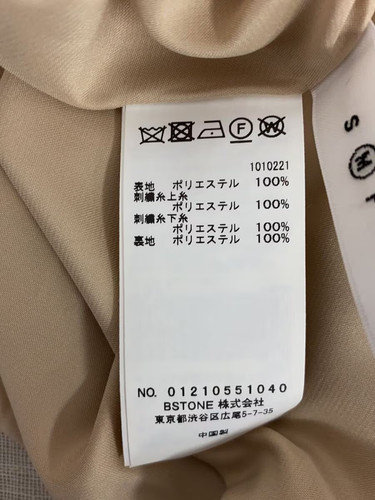 F W
1010221
表地 ポリエステル 100%
刺繍糸上糸
ポリエステル 100%
刺繍糸下糸
ポリエステル 100%
裏地 ポリエステル 100%
NO. 01210551040
BSTONE 株式会社
東京都渋谷区広尾5-7-35
中国製
S M